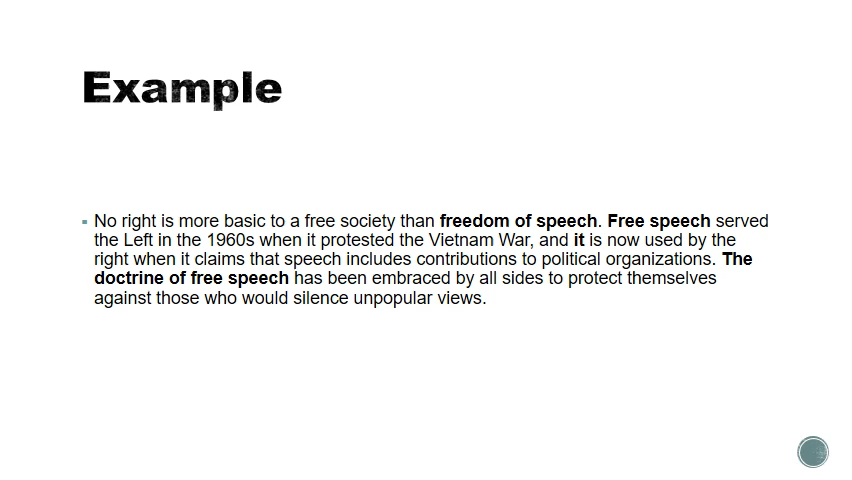 Example
No right is more basic to a free society than freedom of speech. Free speech served
the Left in the 1960s when it protested the Vietnam War, and it is now used by the
right when it claims that speech includes contributions to political organizations. The
doctrine of free speech has been embraced by all sides to protect themselves
against those who would silence unpopular views.